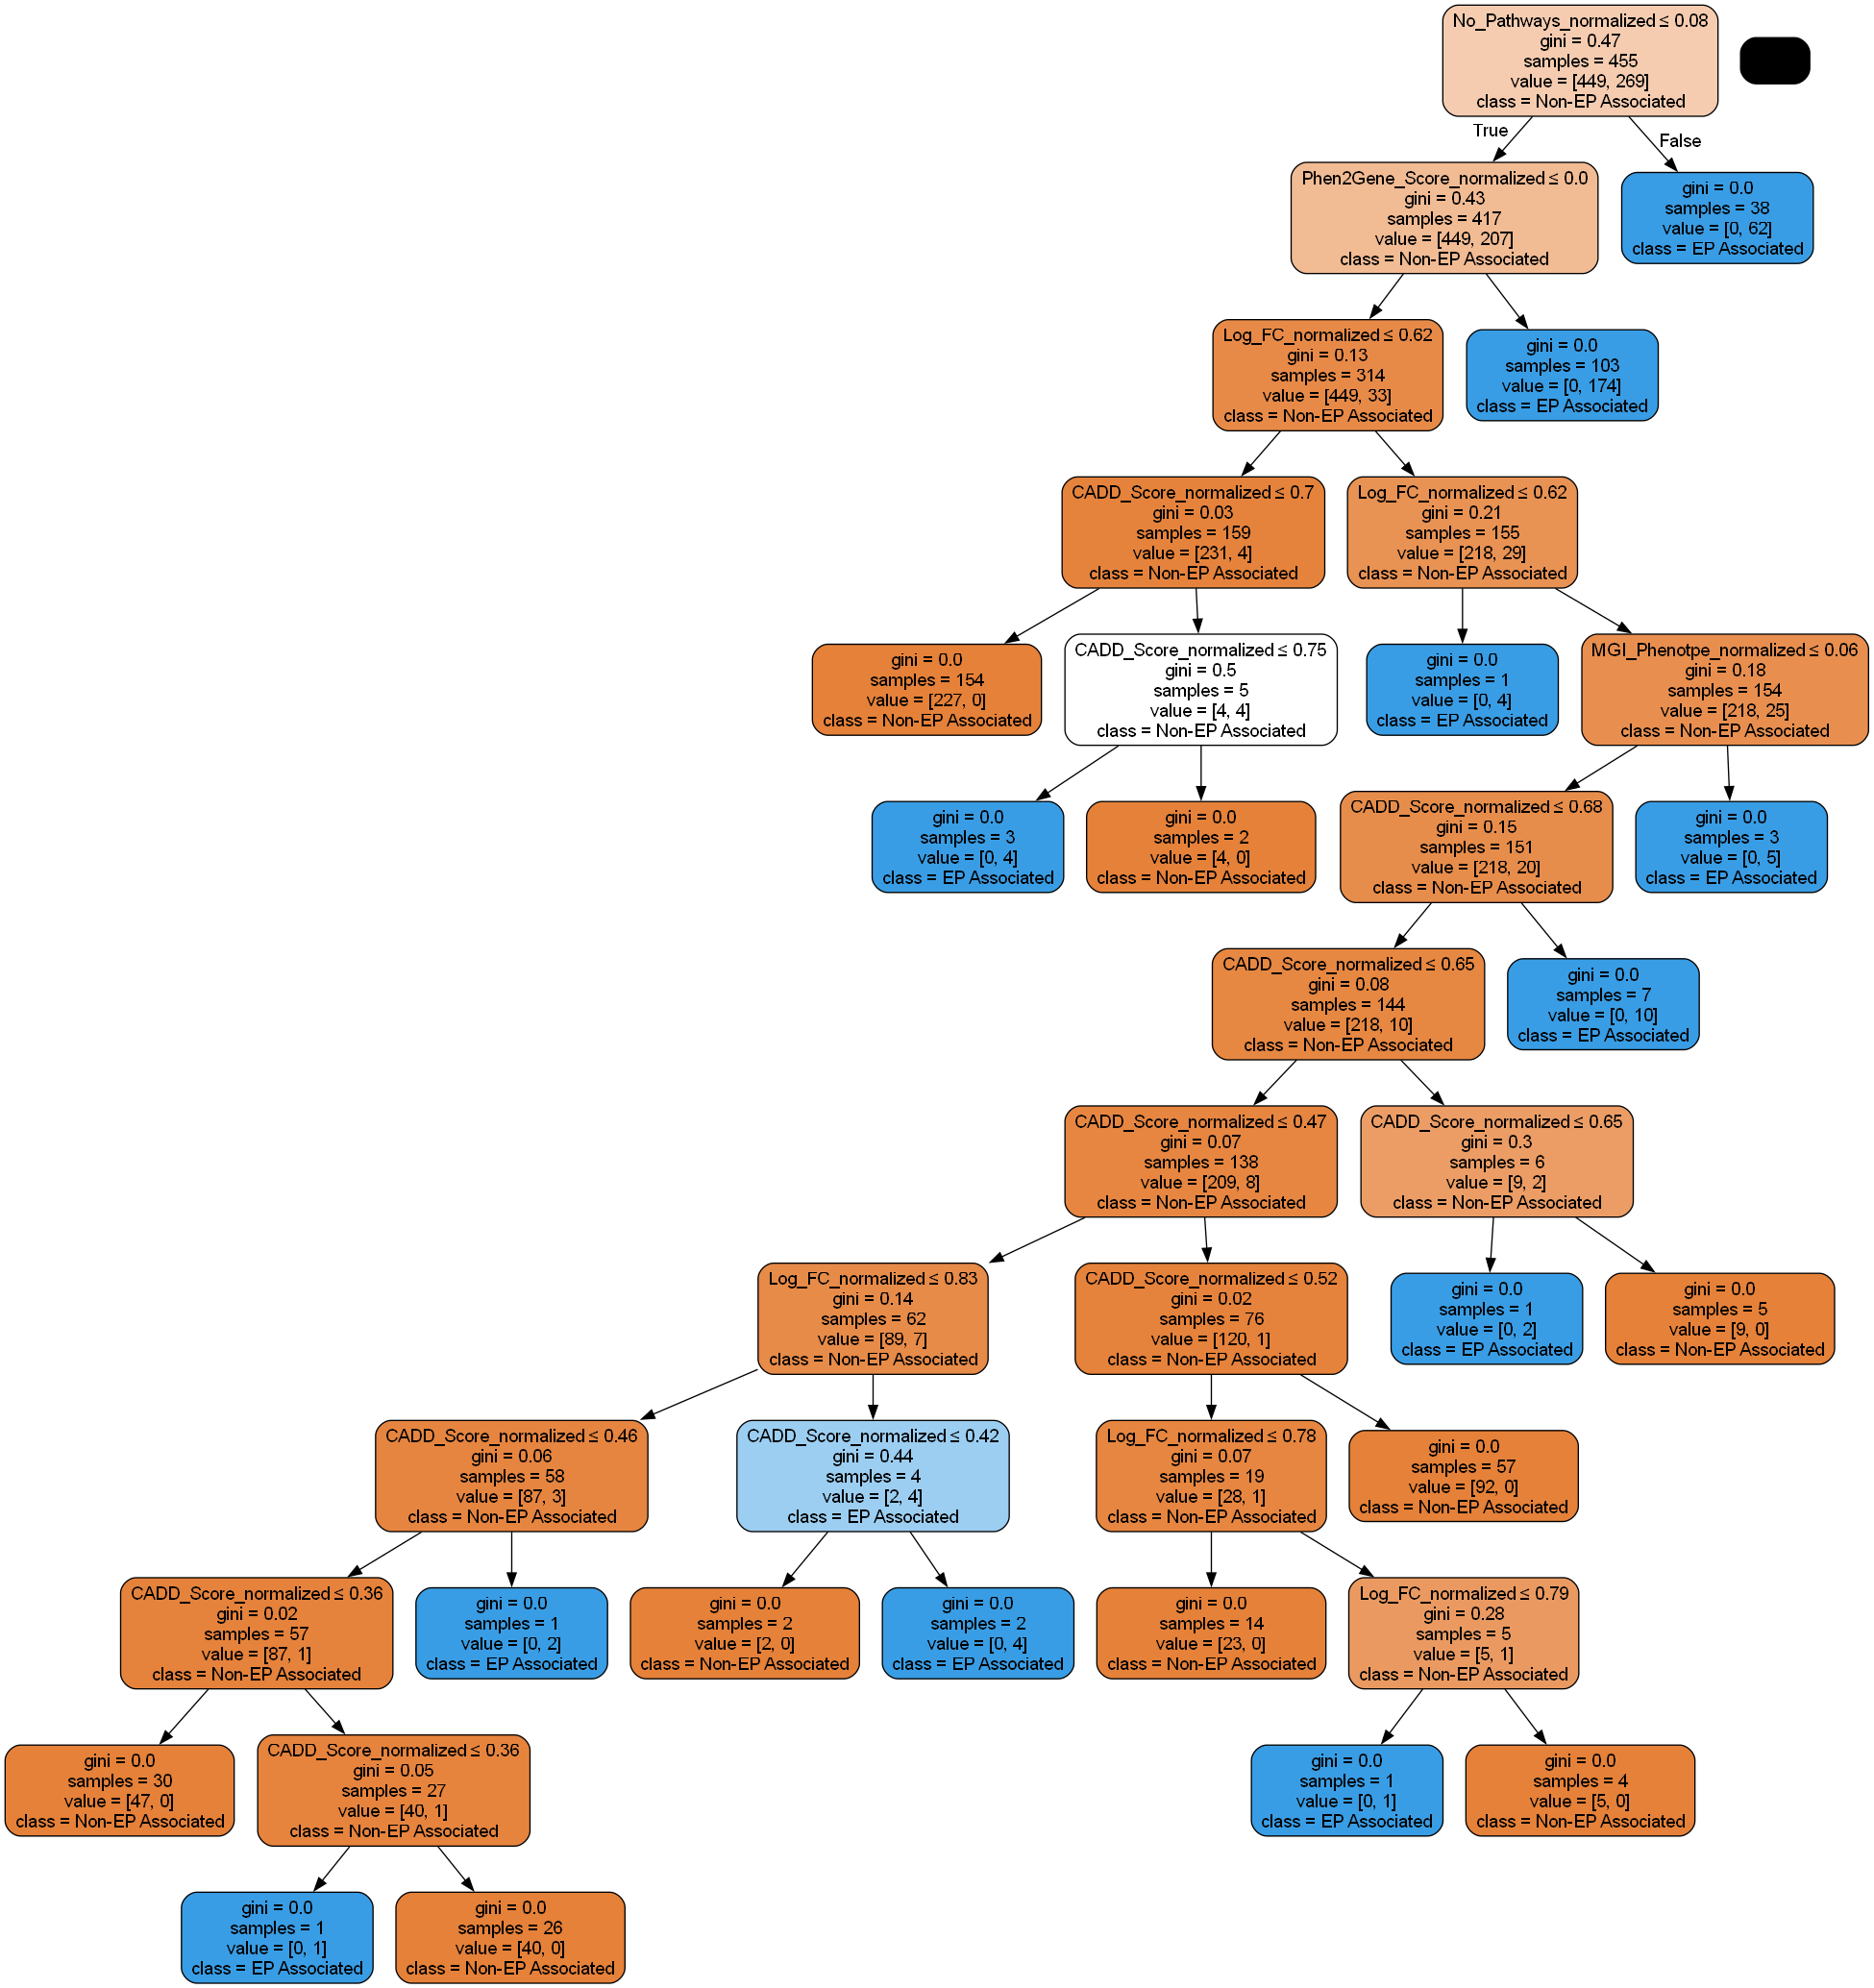 No_Pathways_normalized ≤ 0.08
gini = 0.47
samples = 455
value = [449, 269]
class = Non-EP Associated
True
False
Phen2Gene_Score_normalized ≤ 0.0
gini = 0.43
samples = 417
value = [449, 207]
class = Non-EP Associated
gini = 0.0
samples = 38
value = [0, 62]
class = EP Associated
Log_FC_normalized ≤ 0.62
gini = 0.13
samples = 314
value = [449, 33]
class = Non-EP Associated
gini = 0.0
samples = 103
value = [0, 174]
class = EP Associated
CADD_Score_normalized ≤ 0.7
gini = 0.03
samples = 159
value = [231, 4]
class = Non-EP Associated
Log_FC_normalized ≤ 0.62
gini = 0.21
samples = 155
value = [218, 29]
class = Non-EP Associated
gini = 0.0
samples = 154
value = [227, 0]
class = Non-EP Associated
CADD_Score_normalized ≤ 0.75
gini = 0.5
samples = 5
value = [4, 4]
class = Non-EP Associated
gini = 0.0
samples = 1
value = [0, 4]
class = EP Associated
MGI_Phenotpe_normalized ≤ 0.06
gini = 0.18
samples = 154
value = [218, 25]
class = Non-EP Associated
gini = 0.0
samples = 3
value = [0, 4]
class = EP Associated
gini = 0.0
samples = 2
value = [4, 0]
class = Non-EP Associated
CADD_Score_normalized ≤ 0.68
gini = 0.15
samples = 151
value = [218, 20]
class = Non-EP Associated
gini = 0.0
samples = 3
value = [0, 5]
class = EP Associated
CADD_Score_normalized ≤ 0.65
gini = 0.08
samples = 144
value = [218, 10]
class = Non-EP Associated
gini = 0.0
samples = 7
value = [0, 10]
class = EP Associated
CADD_Score_normalized ≤ 0.47
gini = 0.07
samples = 138
value = [209, 8]
class = Non-EP Associated
CADD_Score_normalized ≤ 0.65
gini = 0.3
samples = 6
value = [9, 2]
class = Non-EP Associated
Log_FC_normalized ≤ 0.83
gini = 0.14
samples = 62
value = [89, 7]
class = Non-EP Associated
CADD_Score_normalized ≤ 0.52
gini = 0.02
samples = 76
value = [120, 1]
class = Non-EP Associated
gini = 0.0
samples = 1
value = [0, 2]
class = EP Associated
gini = 0.0
samples = 5
value = [9, 0]
class = Non-EP Associated
CADD_Score_normalized ≤ 0.46
gini = 0.06
samples = 58
value = [87, 3]
class = Non-EP Associated
CADD_Score_normalized ≤ 0.42
gini = 0.44
samples = 4
value = [2, 4]
class = EP Associated
Log_FC_normalized ≤ 0.78
gini = 0.07
samples = 19
value = [28, 1]
class = Non-EP Associated
gini = 0.0
samples = 57
value = [92, 0]
class = Non-EP Associated
CADD_Score_normalized ≤ 0.36
gini = 0.02
samples = 57
value = [87, 1]
class = Non-EP Associated
gini = 0.0
samples = 1
value = [0, 2]
class = EP Associated
gini = 0.0
samples = 2
value = [2, 0]
class = Non-EP Associated
gini = 0.0
samples = 2
value = [0, 4]
class = EP Associated
gini = 0.0
samples = 14
value = [23, 0]
class = Non-EP Associated
Log_FC_normalized ≤ 0.79
gini = 0.28
samples = 5
value = [5, 1]
class = Non-EP Associated
gini = 0.0
samples = 30
value = [47, 0]
class = Non-EP Associated
CADD_Score_normalized ≤ 0.36
gini = 0.05
samples = 27
value = [40, 1]
class = Non-EP Associated
gini = 0.0
samples = 1
value = [0, 1]
class = EP Associated
gini = 0.0
samples = 4
value = [5, 0]
class = Non-EP Associated
gini = 0.0
samples = 1
value = [0, 1]
class = EP Associated
gini = 0.0
samples = 26
value = [40, 0]
class = Non-EP Associated